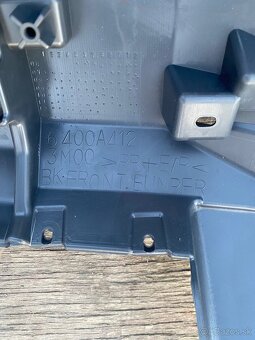 6400A412
3M00 >PP+E/P<
BK-FRONT BUMPER